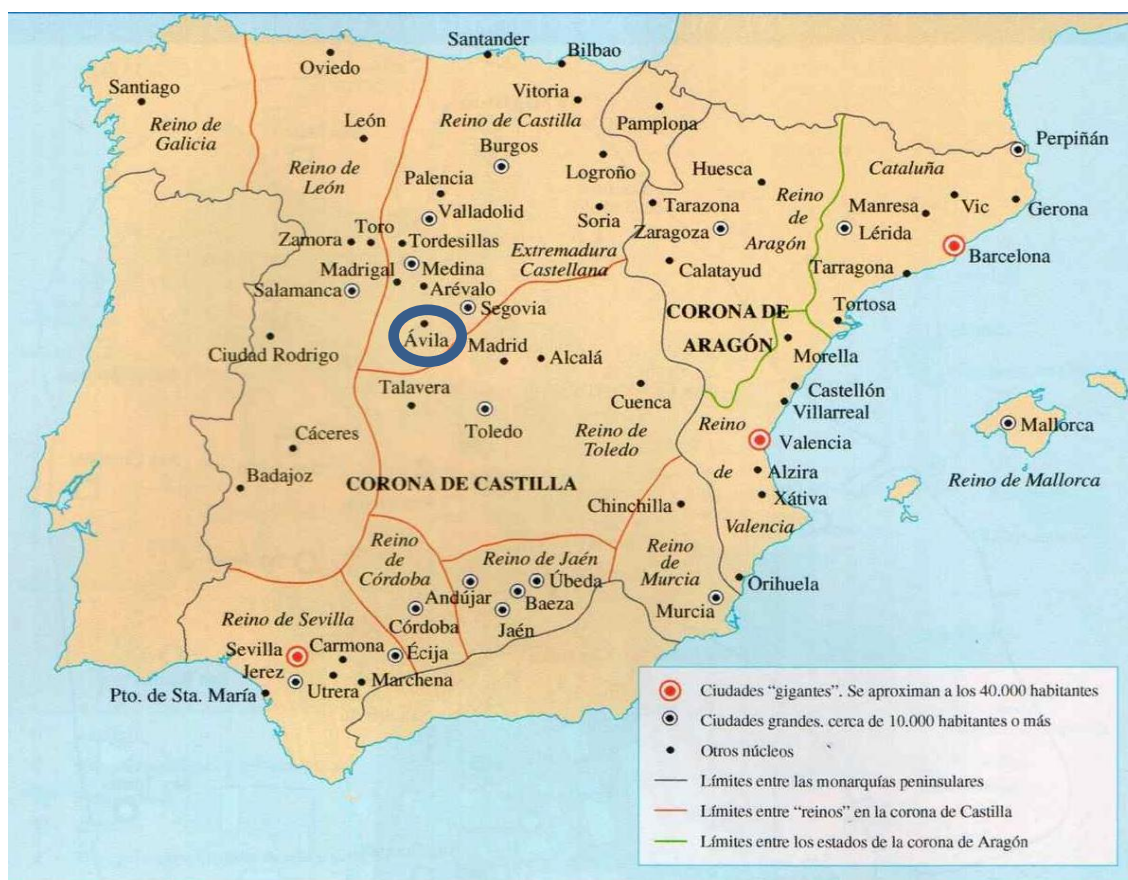 Santander
Bilbao
Oviedo
Santiago
Vitoria
Reino de
Galicia
León
Reino de Castilla
Pamplona
Burgos
Perpiñán
Reino de
León
Logroño
Huesca
Cataluña
Palencia
Reino
de
Aragón
Valladolid
Soria
Tarazona
Manresa
Vic
Gerona
Toro
Zamora
Tordesillas
Zaragoza
Lérida
Extremadura
Castellana
Barcelona
Madrigal
Medina
Calatayud
Tarragona
Salamanca
Arévalo
Segovia
CORONA DE
ARAGÓN
Tortosa
Ávila
Madrid
Alcalá
Ciudad Rodrigo
Morella
Talavera
Cuenca
Castellón
Villarreal
Toledo
Reino de
Toledo
Reino
de
Valencia
Valencia
Mallorca
Cáceres
Alzira
Badajoz
CORONA DE CASTILLA
Reino de Mallorca
Chinchilla
Xátiva
Reino
de
Córdoba
Reino de Jaén
Reino
de
Murcia
Úbeda
Orihuela
Andújar
Baeza
Murcia
Reino de Sevilla
Córdoba
Jaén
Sevilla
Carmona
Écija
Jerez
Pto. de Sta. María
Utrera
Marchena
Ciudades "gigantes". Se aproximan a los 40.000 habitantes
Ciudades grandes. cerca de 10.000 habitantes o más
Otros núcleos
Límites entre las monarquías peninsulares
Límites entre "reinos" en la corona de Castilla
Límites entre los estados de la corona de Aragón